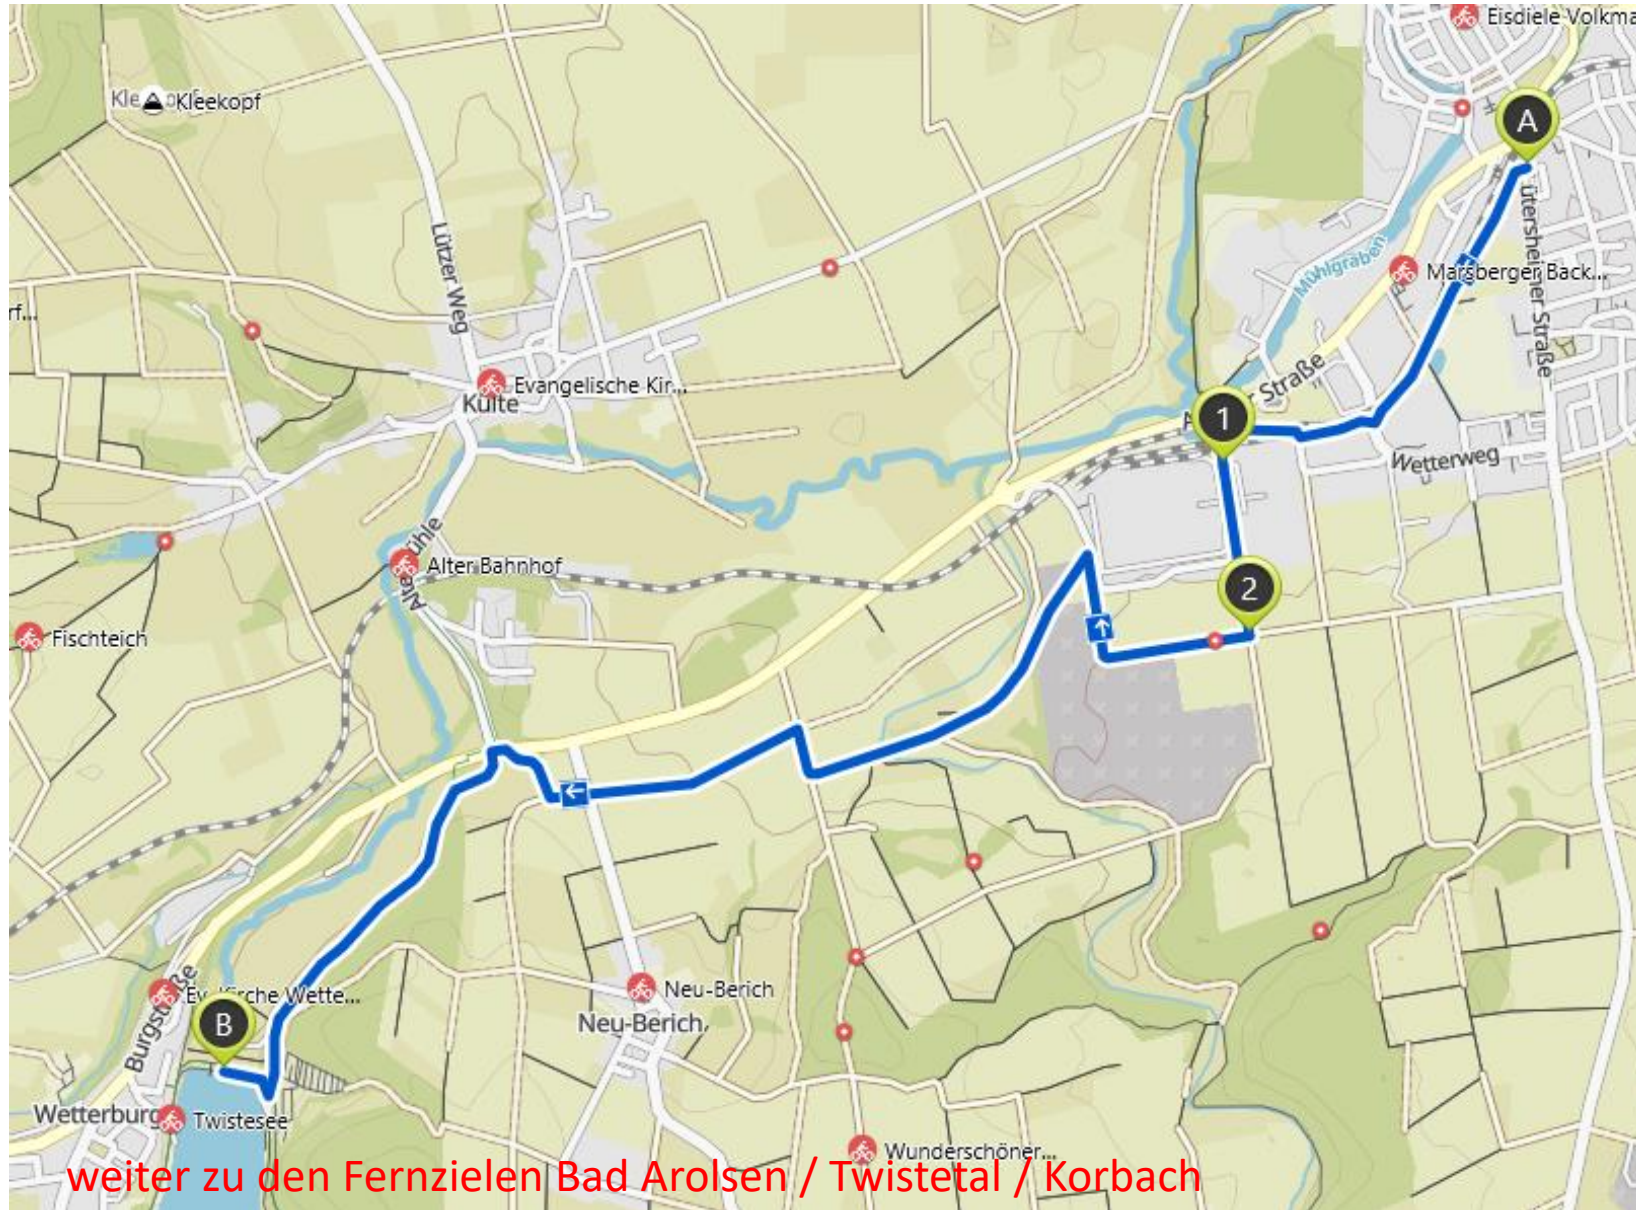 Eisdiele Volkma
Kleekopf
A
Lützer Weg
Mühlgraben
Marsberger Back...
ütersheimer Straße
rf...
Evangelische Kir...
Külte
1
Straße
Wetterweg
Alter Bahnhof
2
Fischteich
Ev. Kirche Wette...
Neu-Berich
B
Neu-Berich
Burgstraße
Wetterburg
Twistesee
Wunderschöner...
weiter zu den Fernzielen Bad Arolsen / Twistetal / Korbach